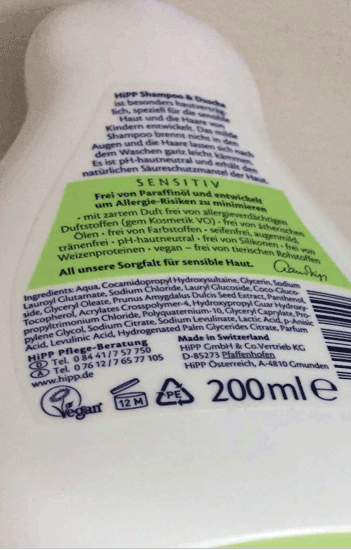 HiPP Shampoo & Dusche
ist besonders hautver
lich, speziell für die sensible
Haut und die Haare von
Kindern entwickelt. Das milde
Shampoo brennt nicht in den
Augen und die Haare lassen sich nach
dem Waschen ganz leicht kämmen.
Es ist pH-hautneutral und erhält den
natürlichen Säureschutzmantel der Haut.
SENSITIV
Frei von Paraffinöl und entwickelt
um Allergie-Risiken zu minimieren
• mit zartem Duft frei von allergieverdächtigen
Duftstoffen (gem Kosmetik VO) • frei von ätherischen
Ölen • frei von Farbstoffen • seifenfrei, augenmild,
tränenfrei • pH-hautneutral • frei von Silikonen • frei von
Weizenproteinen • vegan – frei von tierischen Rohstoffen
All unsere Sorgfalt für sensible Haut.
Ingredients: Aqua, Cocamidopropyl Hydroxysultaine, Glycerin, Sodium
Lauroyl Glutamate, Sodium Chloride, Lauryl Glucoside, Coco-Gluco-
side, Glyceryl Oleate, Prunus Amygdalus Dulcis Seed Extract, Panthenol,
Tocopherol, Acrylates Crosspolymer-4, Hydroxypropyl Guar Hydroxy-
propyltrimonium Chloride, Polyquaternium-10, Glyceryl Caprylate, Pro-
pylene Glycol, Sodium Citrate, Sodium Levulinate, Lactic Acid, p-Anisic
Acid, Levulinic Acid, Hydrogenated Palm Glycerides Citrate, Parfum
HiPP Pflege-Beratung
D Tel. 0 84 41/7 57 750
A Tel. 0 76 12/7 65 77 105
www.hipp.de
Made in Switzerland
HiPP GmbH & Co.Vertrieb KG
D-85273 Pfaffenhofen
HiPP Österreich, A-4810 Gmunden
Vegan
12 M
PE
200ml e